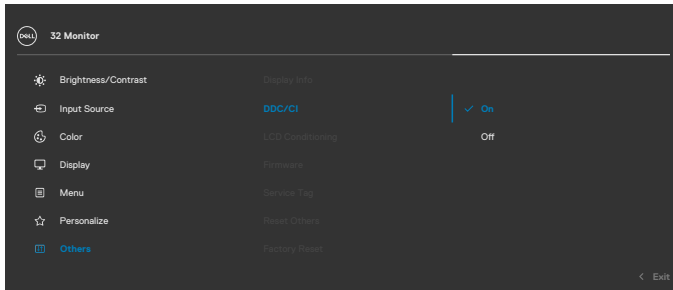 DELL
32 Monitor
Brightness/Contrast
Display Info
Input Source
DDC/CI
On
Color
LCD Conditioning
Off
Display
Firmware
Menu
Service Tag
Personalize
Reset Others
Others
Factory Reset
Exit